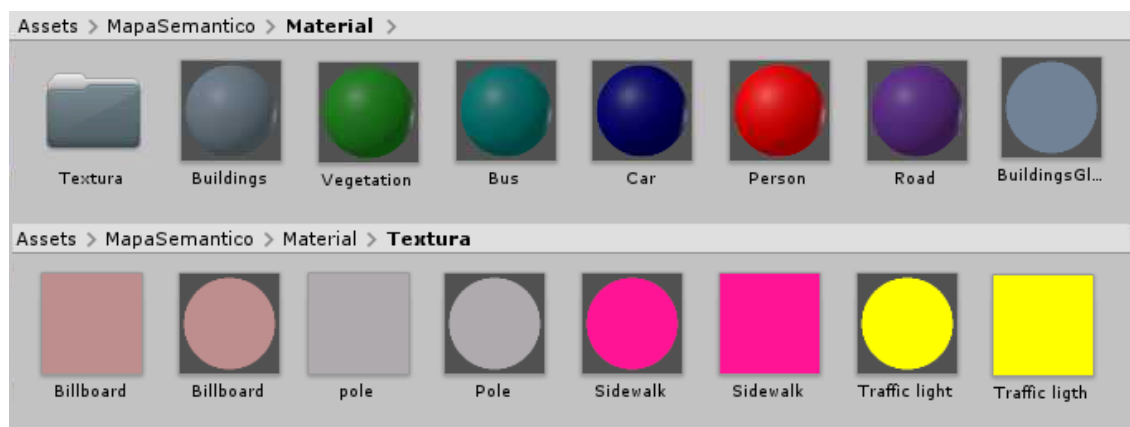 Assets > MapaSemantico > Material >
Textura Buildings Vegetation Bus Car Person Road BuildingsGl...
Assets > MapaSemantico > Material > Textura
Billboard Billboard pole Pole Sidewalk Sidewalk Traffic light Traffic ligth